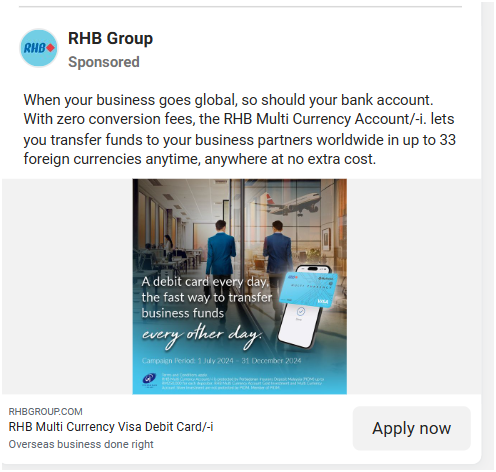 RHB
RHB Group
Sponsored
When your business goes global, so should your bank account.
With zero conversion fees, the RHB Multi Currency Account/-i. lets
you transfer funds to your business partners worldwide in up to 33
foreign currencies anytime, anywhere at no extra cost.
A debit card every day,
the fast way to transfer
business funds
every other day.
MULTI CURRENCY
VISA
Campaign Period: 1 July 2024 – 31 December 2024
RHBGROUP.COM
RHB Multi Currency Visa Debit Card/-i
Overseas business done right
Apply now